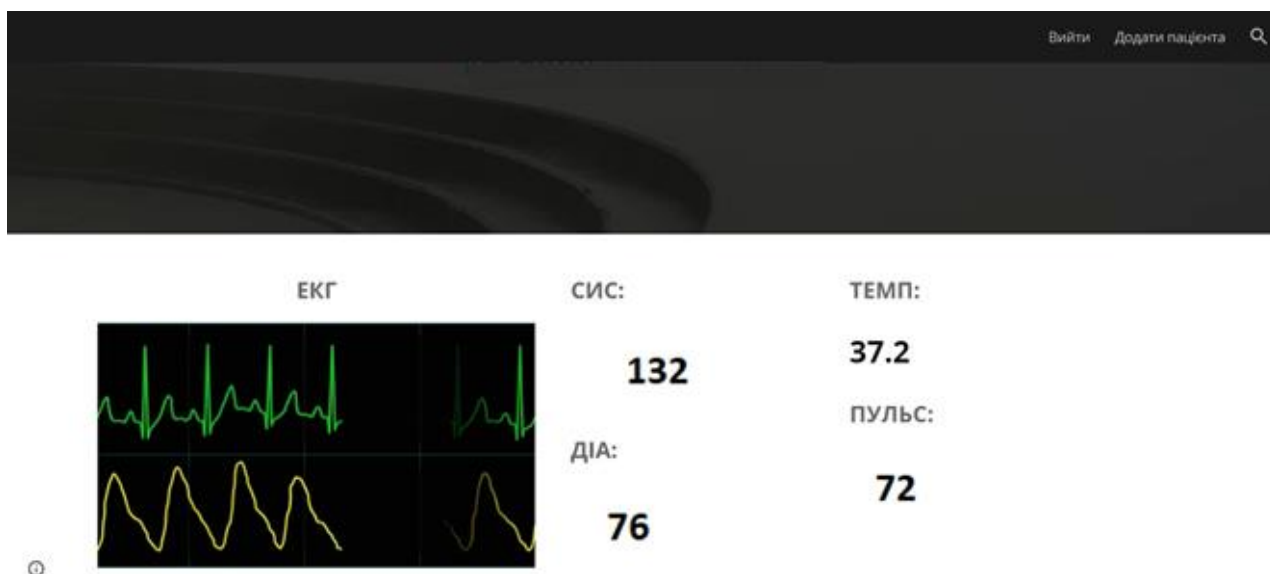 Вийти Додати пацієнта
ЕКГ
СИС:
132
ДІА:
76
ТЕМП:
37.2
ПУЛЬС:
72